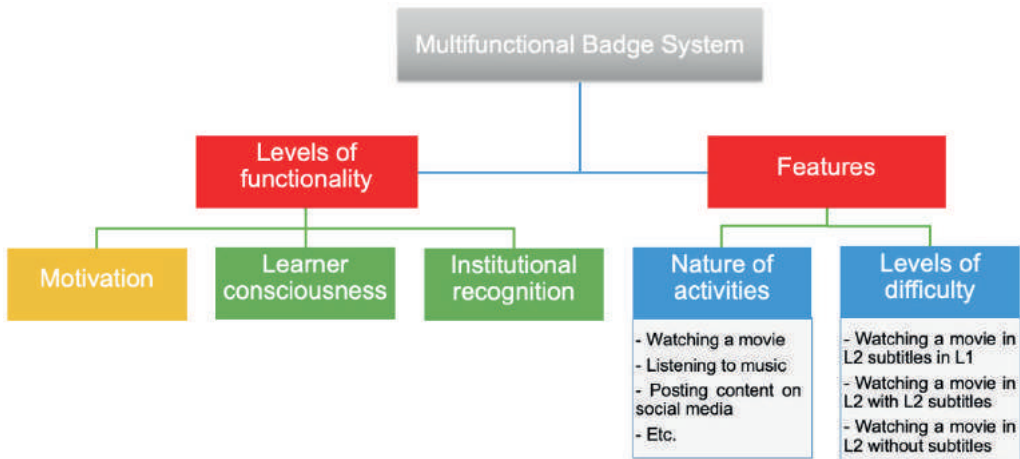 Multifunctional Badge System
Levels of
functionality
Features
Motivation
Learner
consciousness
Institutional
recognition
Nature of
activities
- Watching a movie
- Listening to music
- Posting content on
social media
- Etc.
Levels of
difficulty
- Watching a movie in
L2 subtitles in L1
- Watching a movie in
L2 with L2 subtitles
- Watching a movie in
L2 without subtitles